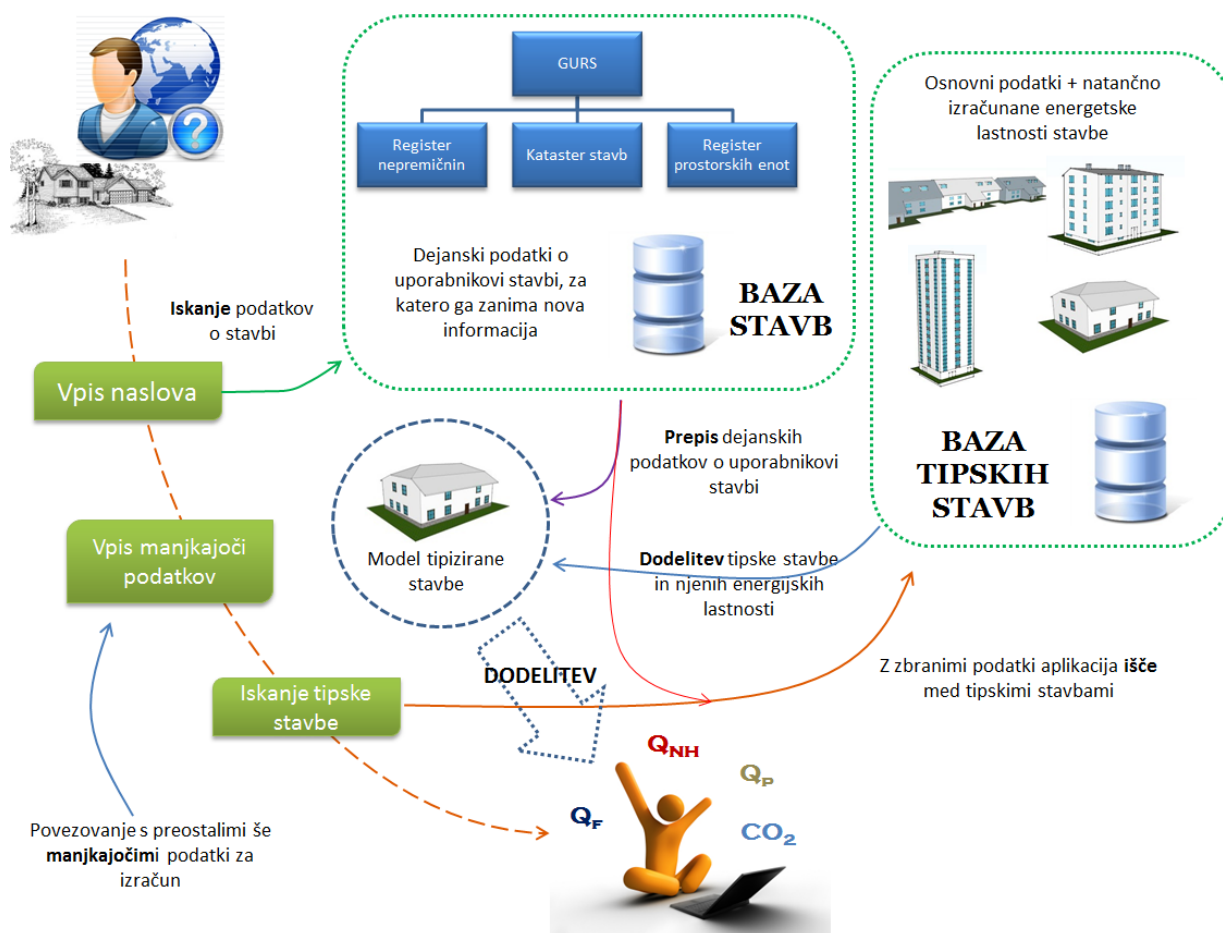 GURS
Register
nepremičnin
Kataster stavb
Register
prostorskih enot
Dejanski podatki o
uporabnikovi stavbi, za
katero ga zanima nova
informacija
BAZA
STAVB
Osnovni podatki + natančno
izračunane energetske
lastnosti stavbe
BAZA
TIPSKIH
STAVB
Iskanje podatkov
o stavbi
Vpis naslova
Prepis dejanskih
podatkov o uporabnikovi
stavbi
Model tipizirane
stavbe
Dodelitev tipske stavbe
in njenih energijskih
lastnosti
Vpis manjkajoči
podatkov
Iskanje tipske
stavbe
DODELITEV
Z zbranimi podatki aplikacija išče
med tipskimi stavbami
Povezovanje s preostalimi še
manjkajočimi podatki za
izračun
QNH
QP
QF
CO2